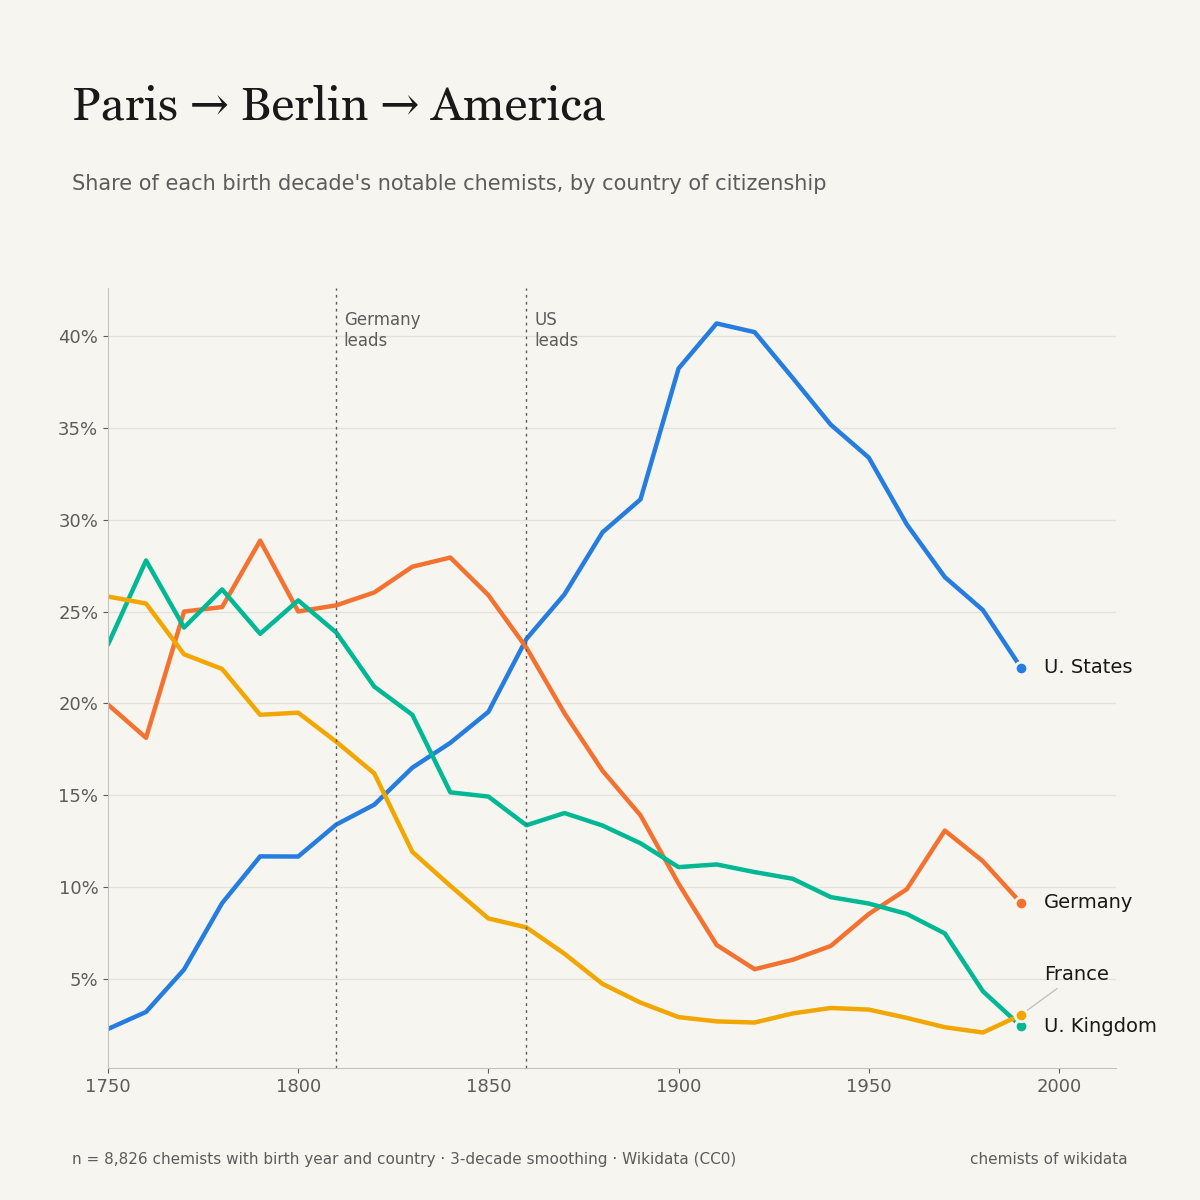 Paris → Berlin → America
Share of each birth decade's notable chemists, by country of citizenship
Germany
leads
US
leads
40%
35%
30%
25%
20%
15%
10%
5%
U. States
Germany
France
U. Kingdom
1750
1800
1850
1900
1950
2000
n = 8,826 chemists with birth year and country · 3-decade smoothing · Wikidata (CC0)
chemists of wikidata